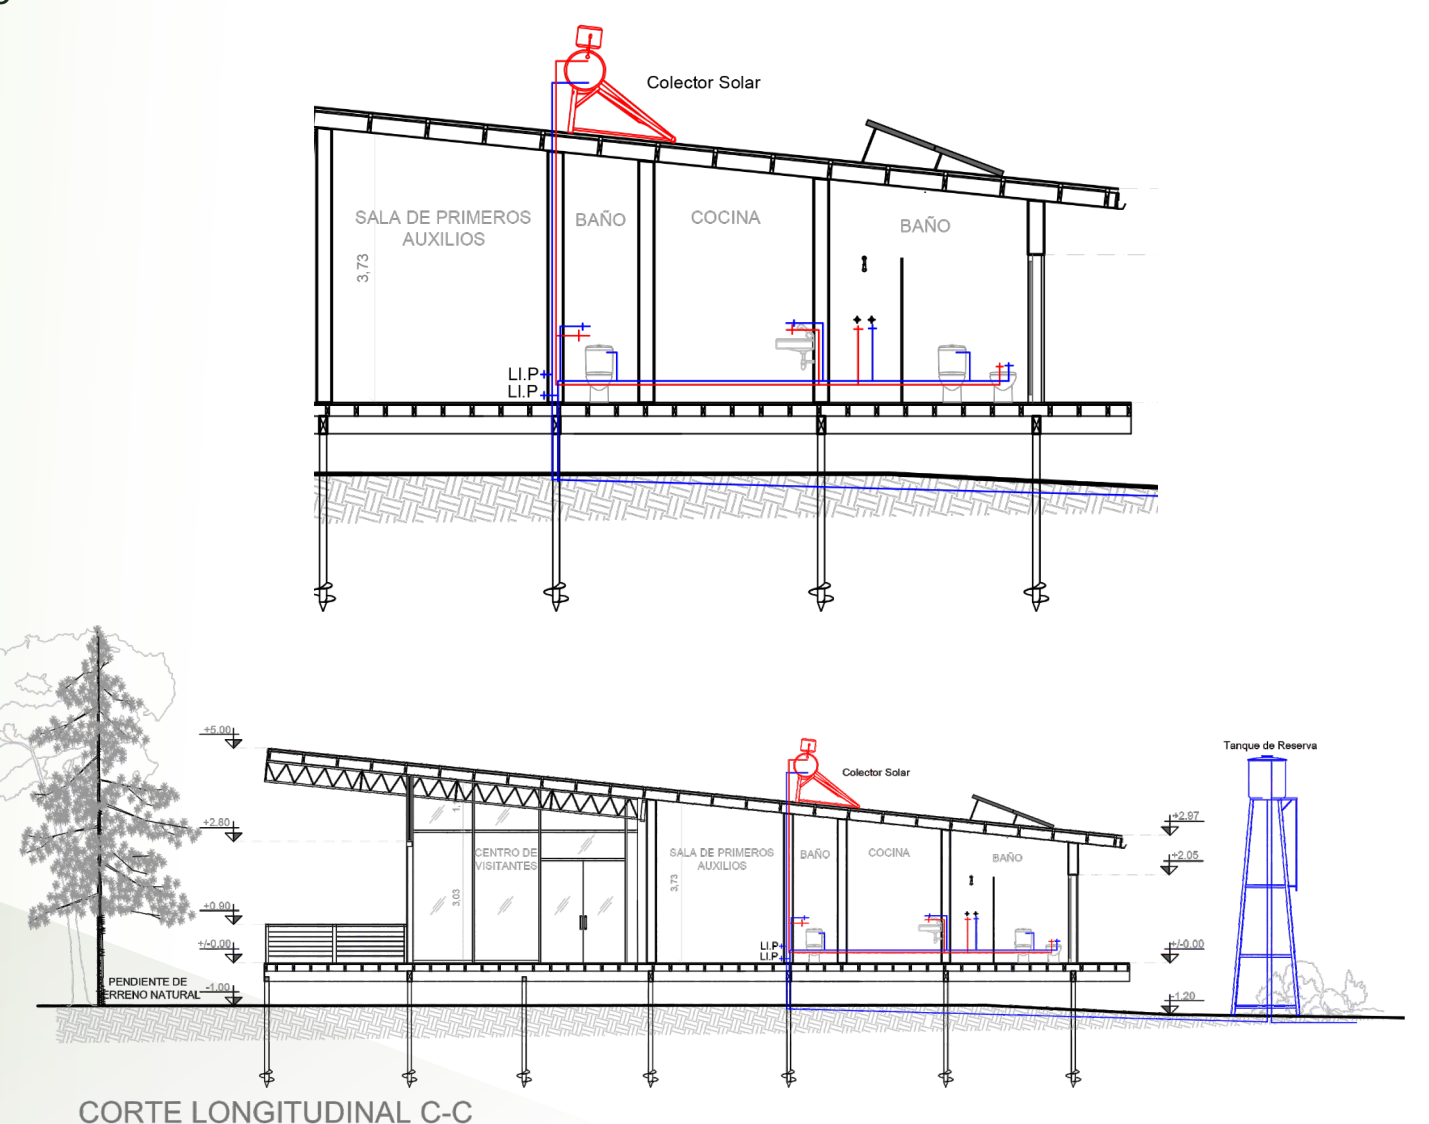 Colector Solar
SALA DE PRIMEROS
AUXILIOS
BAÑO
COCINA
BAÑO
3,73
LI.P
LI.P
Tanque de Reserva
Colector Solar
+5.00
+2.80
+0.90
+/-0.00
-1.00
CENTRO DE
VISITANTES
3,03
SALA DE PRIMEROS
AUXILIOS
3,73
BAÑO
COCINA
BAÑO
LI.P
LI.P
+2.97
+2.05
+/-0.00
-1.20
PENDIENTE DE
TERRENO NATURAL
CORTE LONGITUDINAL C-C